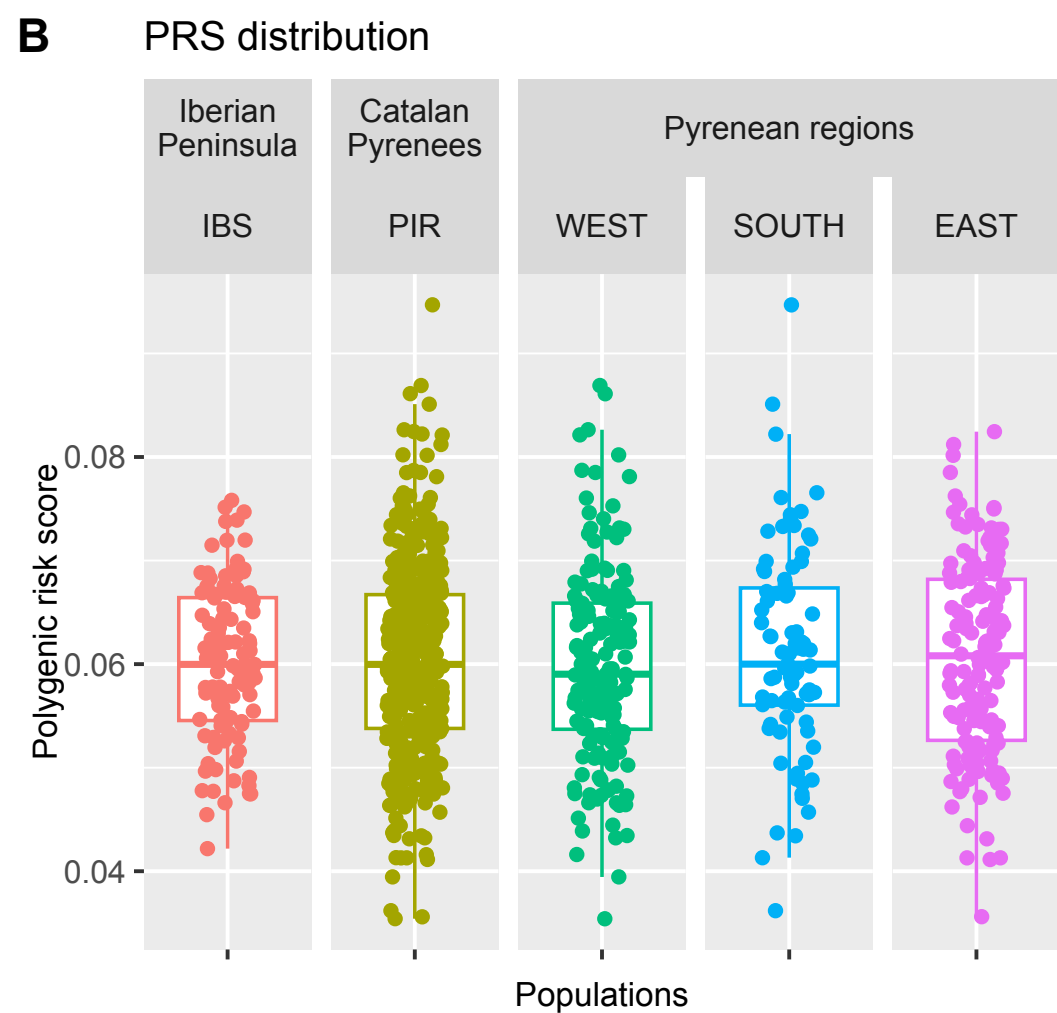 B PRS distribution
Iberian
Peninsula
Catalan
Pyrenees
Pyrenean regions
IBS
PIR
WEST
SOUTH
EAST
Polygenic risk score
0.08
0.06
0.04
Populations